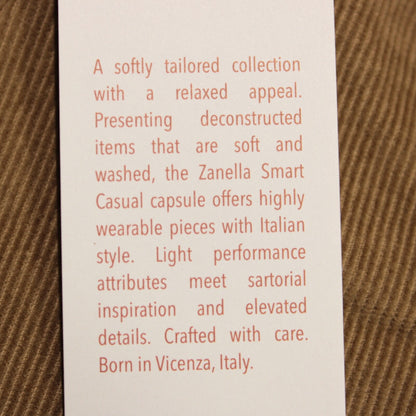 A softly tailored collection
with a relaxed appeal.
Presenting deconstructed
items that are soft and
washed, the Zanella Smart
Casual capsule offers highly
wearable pieces with Italian
style. Light performance
attributes meet sartorial
inspiration and elevated
details. Crafted with care.
Born in Vicenza, Italy.